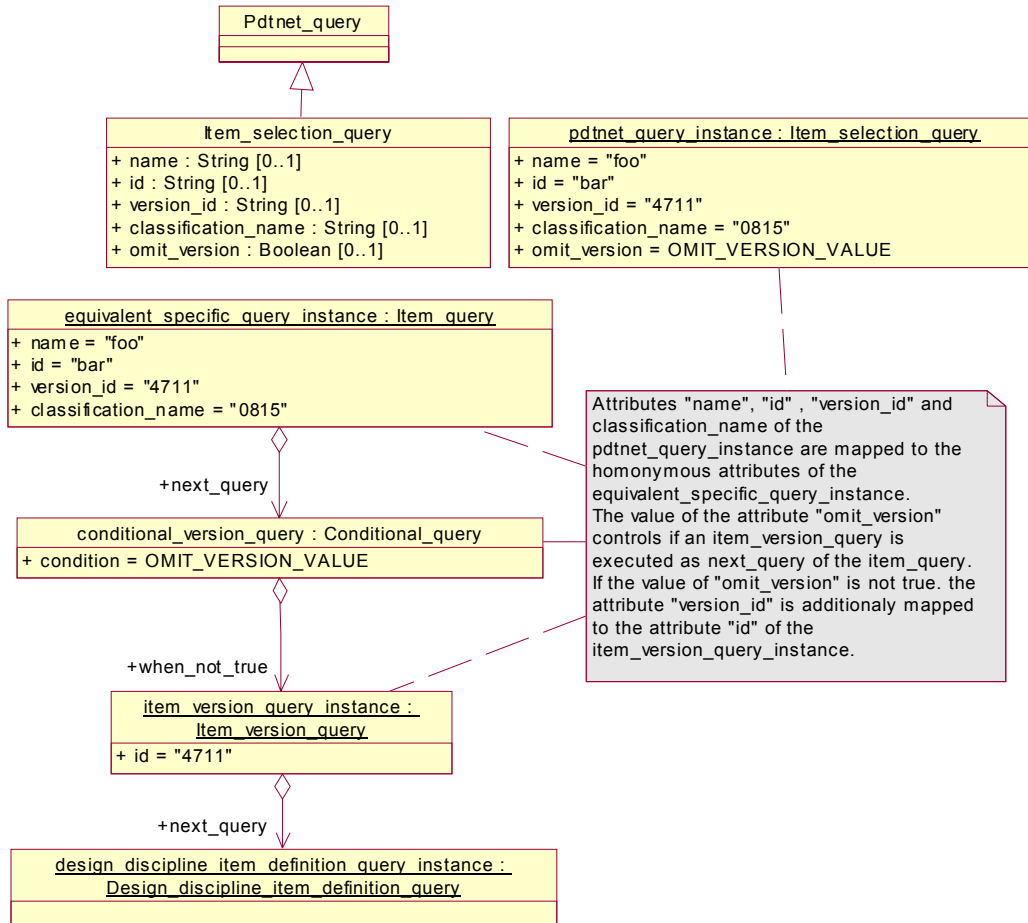 Pdtnet_query
Item_selection_query
+ name : String [0..1]
+ id : String [0..1]
+ version_id : String [0..1]
+ classification_name : String [0..1]
+ omit_version : Boolean [0..1]
pdtnet_query_instance : Item_selection_query
+ name = "foo"
+ id = "bar"
+ version_id = "4711"
+ classification_name = "0815"
+ omit_version = OMIT_VERSION_VALUE
equivalent_specific_query_instance : Item_query
+ name = "foo"
+ id = "bar"
+ version_id = "4711"
+ classification_name = "0815"
+next_query
conditional_version_query : Conditional_query
+ condition = OMIT_VERSION_VALUE
+when_not_true
item_version_query_instance :
Item_version_query
+ id = "4711"
+next_query
design_discipline_item_definition_query_instance :
Design_discipline_item_definition_query
Attributes "name", "id" , "version_id" and
classification_name of the
pdtnet_query_instance are mapped to the
homonymous attributes of the
equivalent_specific_query_instance.
The value of the attribute "omit_version"
controls if an item_version_query is
executed as next_query of the item_query.
If the value of "omit_version" is not true. the
attribute "version_id" is additionaly mapped
to the attribute "id" of the
item_version_query_instance.